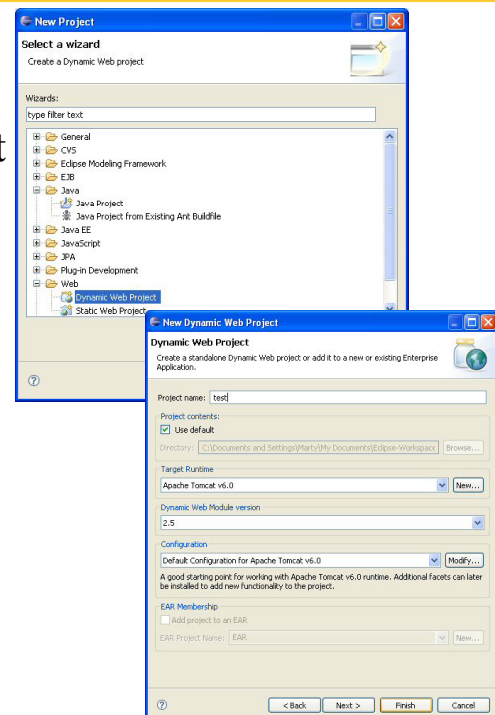 New Project
Select a wizard
Create a Dynamic Web project
Wizards:
type filter text
General
CVS
Eclipse Modeling Framework
EJB
Java
Java Project
Java Project from Existing Ant Buildfile
Java EE
JavaScript
JPA
Plug-in Development
Web
Dynamic Web Project
Static Web Project
t
New Dynamic Web Project
Dynamic Web Project
Create a standalone Dynamic Web project or add it to a new or existing Enterprise
Application.
Project name: test
Project contents:
Use default
Directory: C:\Documents and Settings\Marty\My Documents\Eclipse-Workspace Browse...
Target Runtime
Apache Tomcat v6.0 New...
Dynamic Web Module version
2.5
Configuration
Default Configuration for Apache Tomcat v6.0 Modify...
A good starting point for working with Apache Tomcat v6.0 runtime. Additional facets can later
be installed to add new functionality to the project.
EAR Membership
Add project to an EAR
EAR Project Name: EAR New...
? < Back Next > Finish Cancel
?